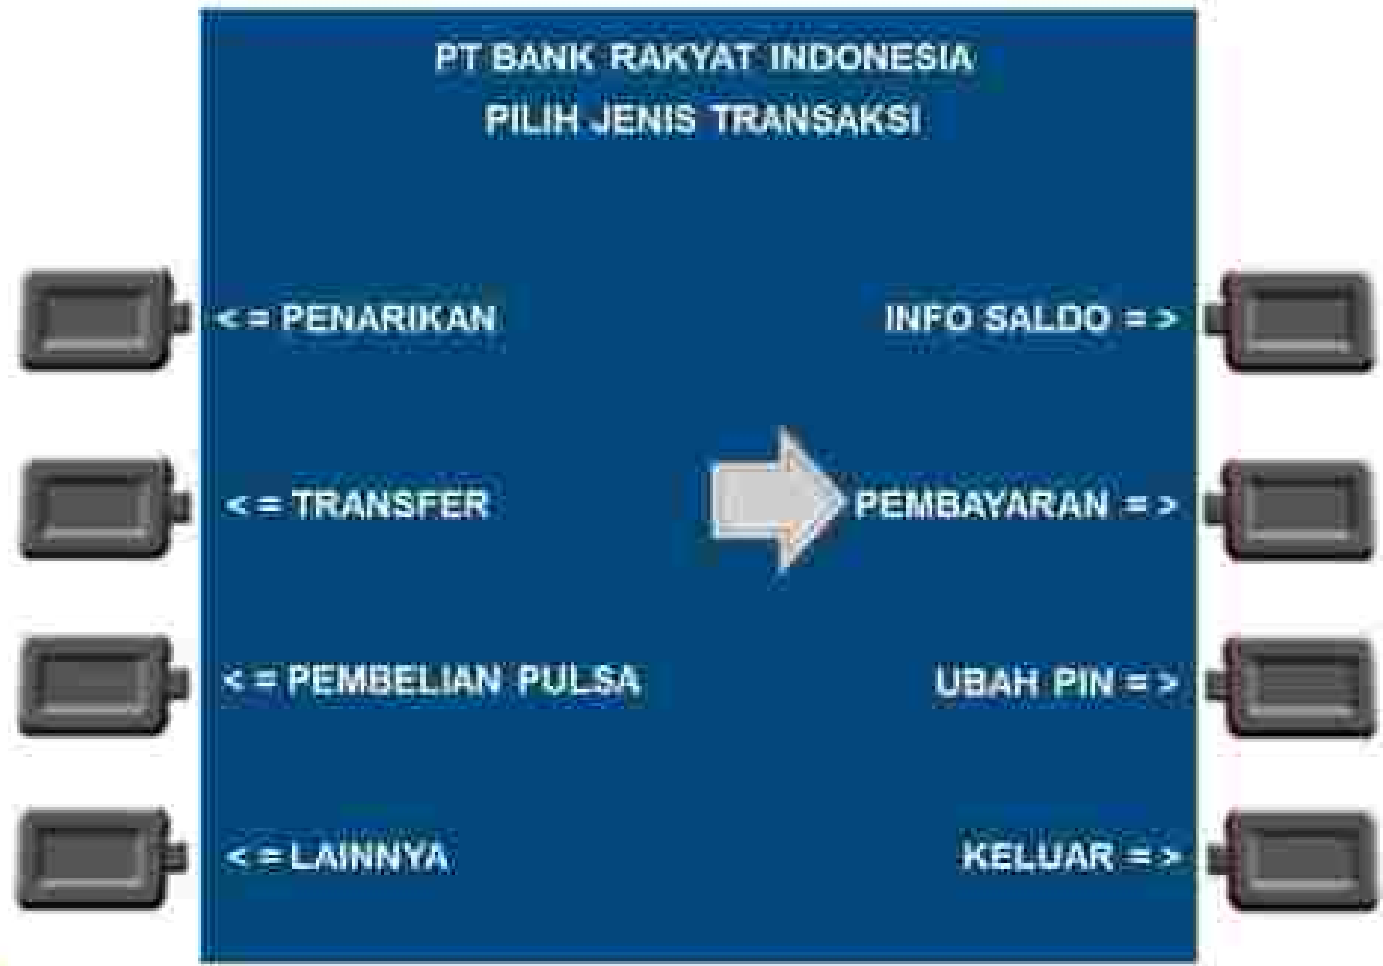 PT BANK RAKYAT INDONESIA
PILIH JENIS TRANSAKSI
< = PENARIKAN
INFO SALDO = >
< = TRANSFER
PEMBAYARAN = >
< = PEMBELIAN PULSA
UBAH PIN = >
< = LAINNYA
KELUAR = >